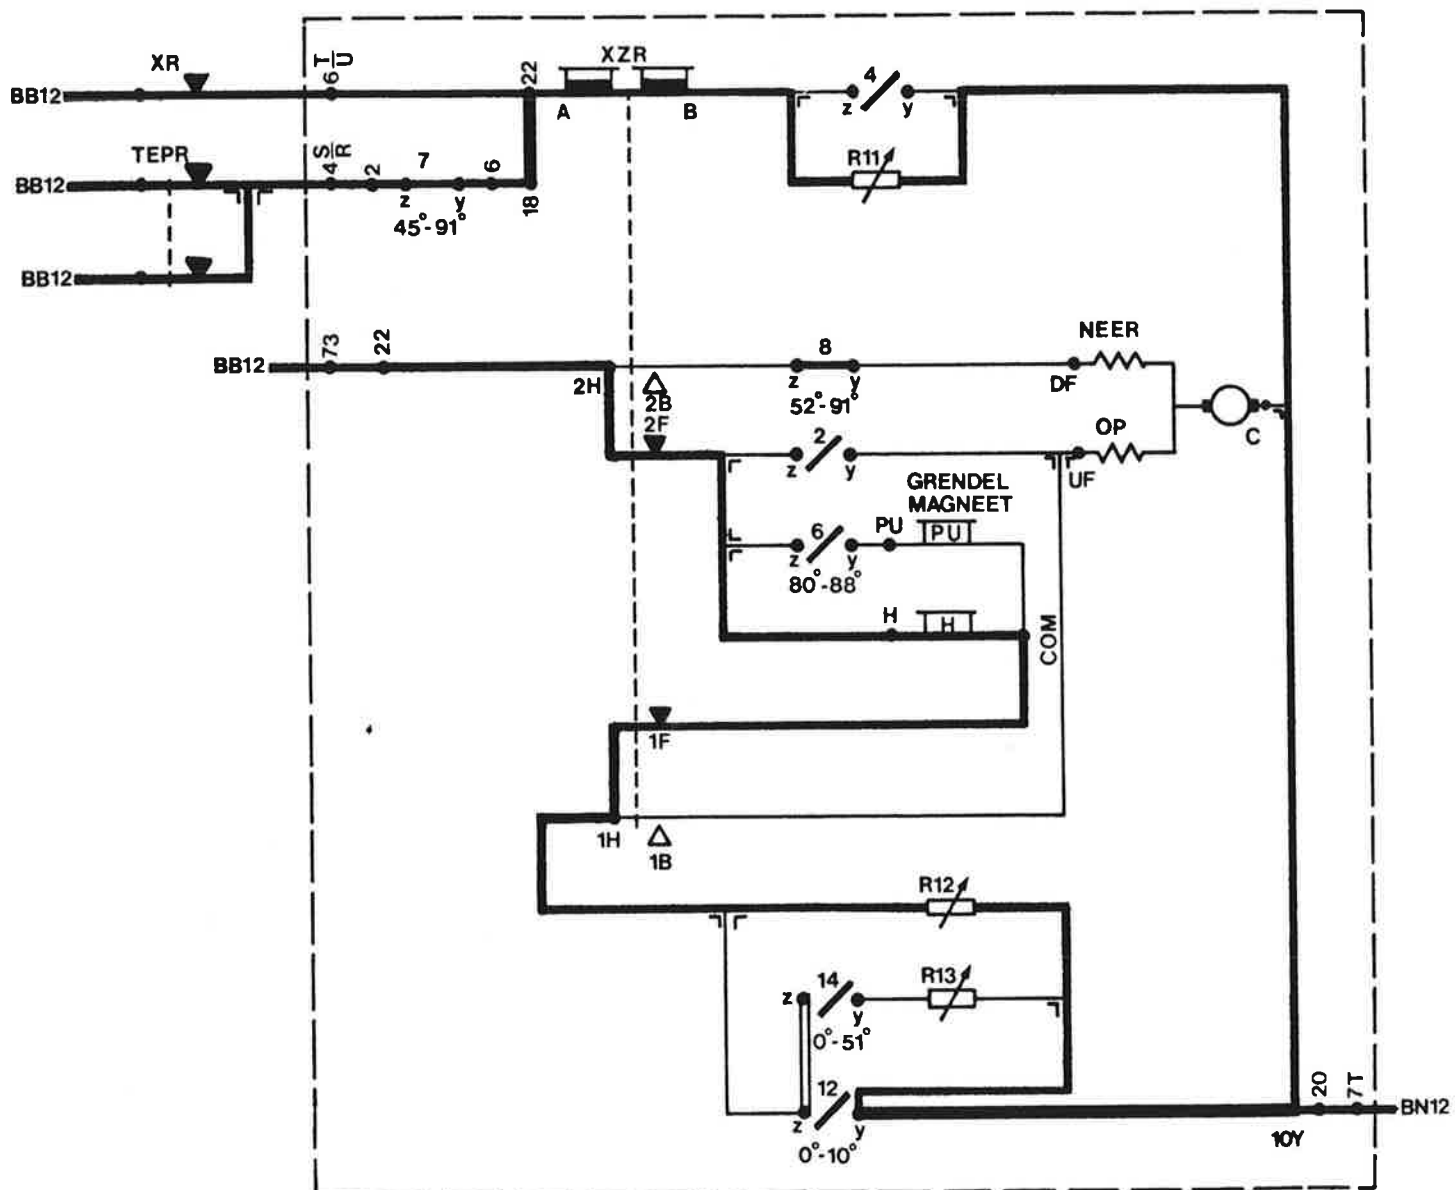 XR
T
U
6
22
XZR
4
BB12
A
B
z
y
TEPR
S
R
4
2
7
6
R11
BB12
z
y
18
45°-91°
BB12
73
22
8
NEER
BB12
2H
2B
z
y
DF
52°-91°
2F
2
OP
C
z
y
UF
GRENDEL
MAGNEET
6
PU
PU
z
y
80°-88°
H
H
COM
1F
1H
1B
R12
14
R13
z
y
0°-51°
12
20
7T
z
y
BN12
0°-10°
10Y